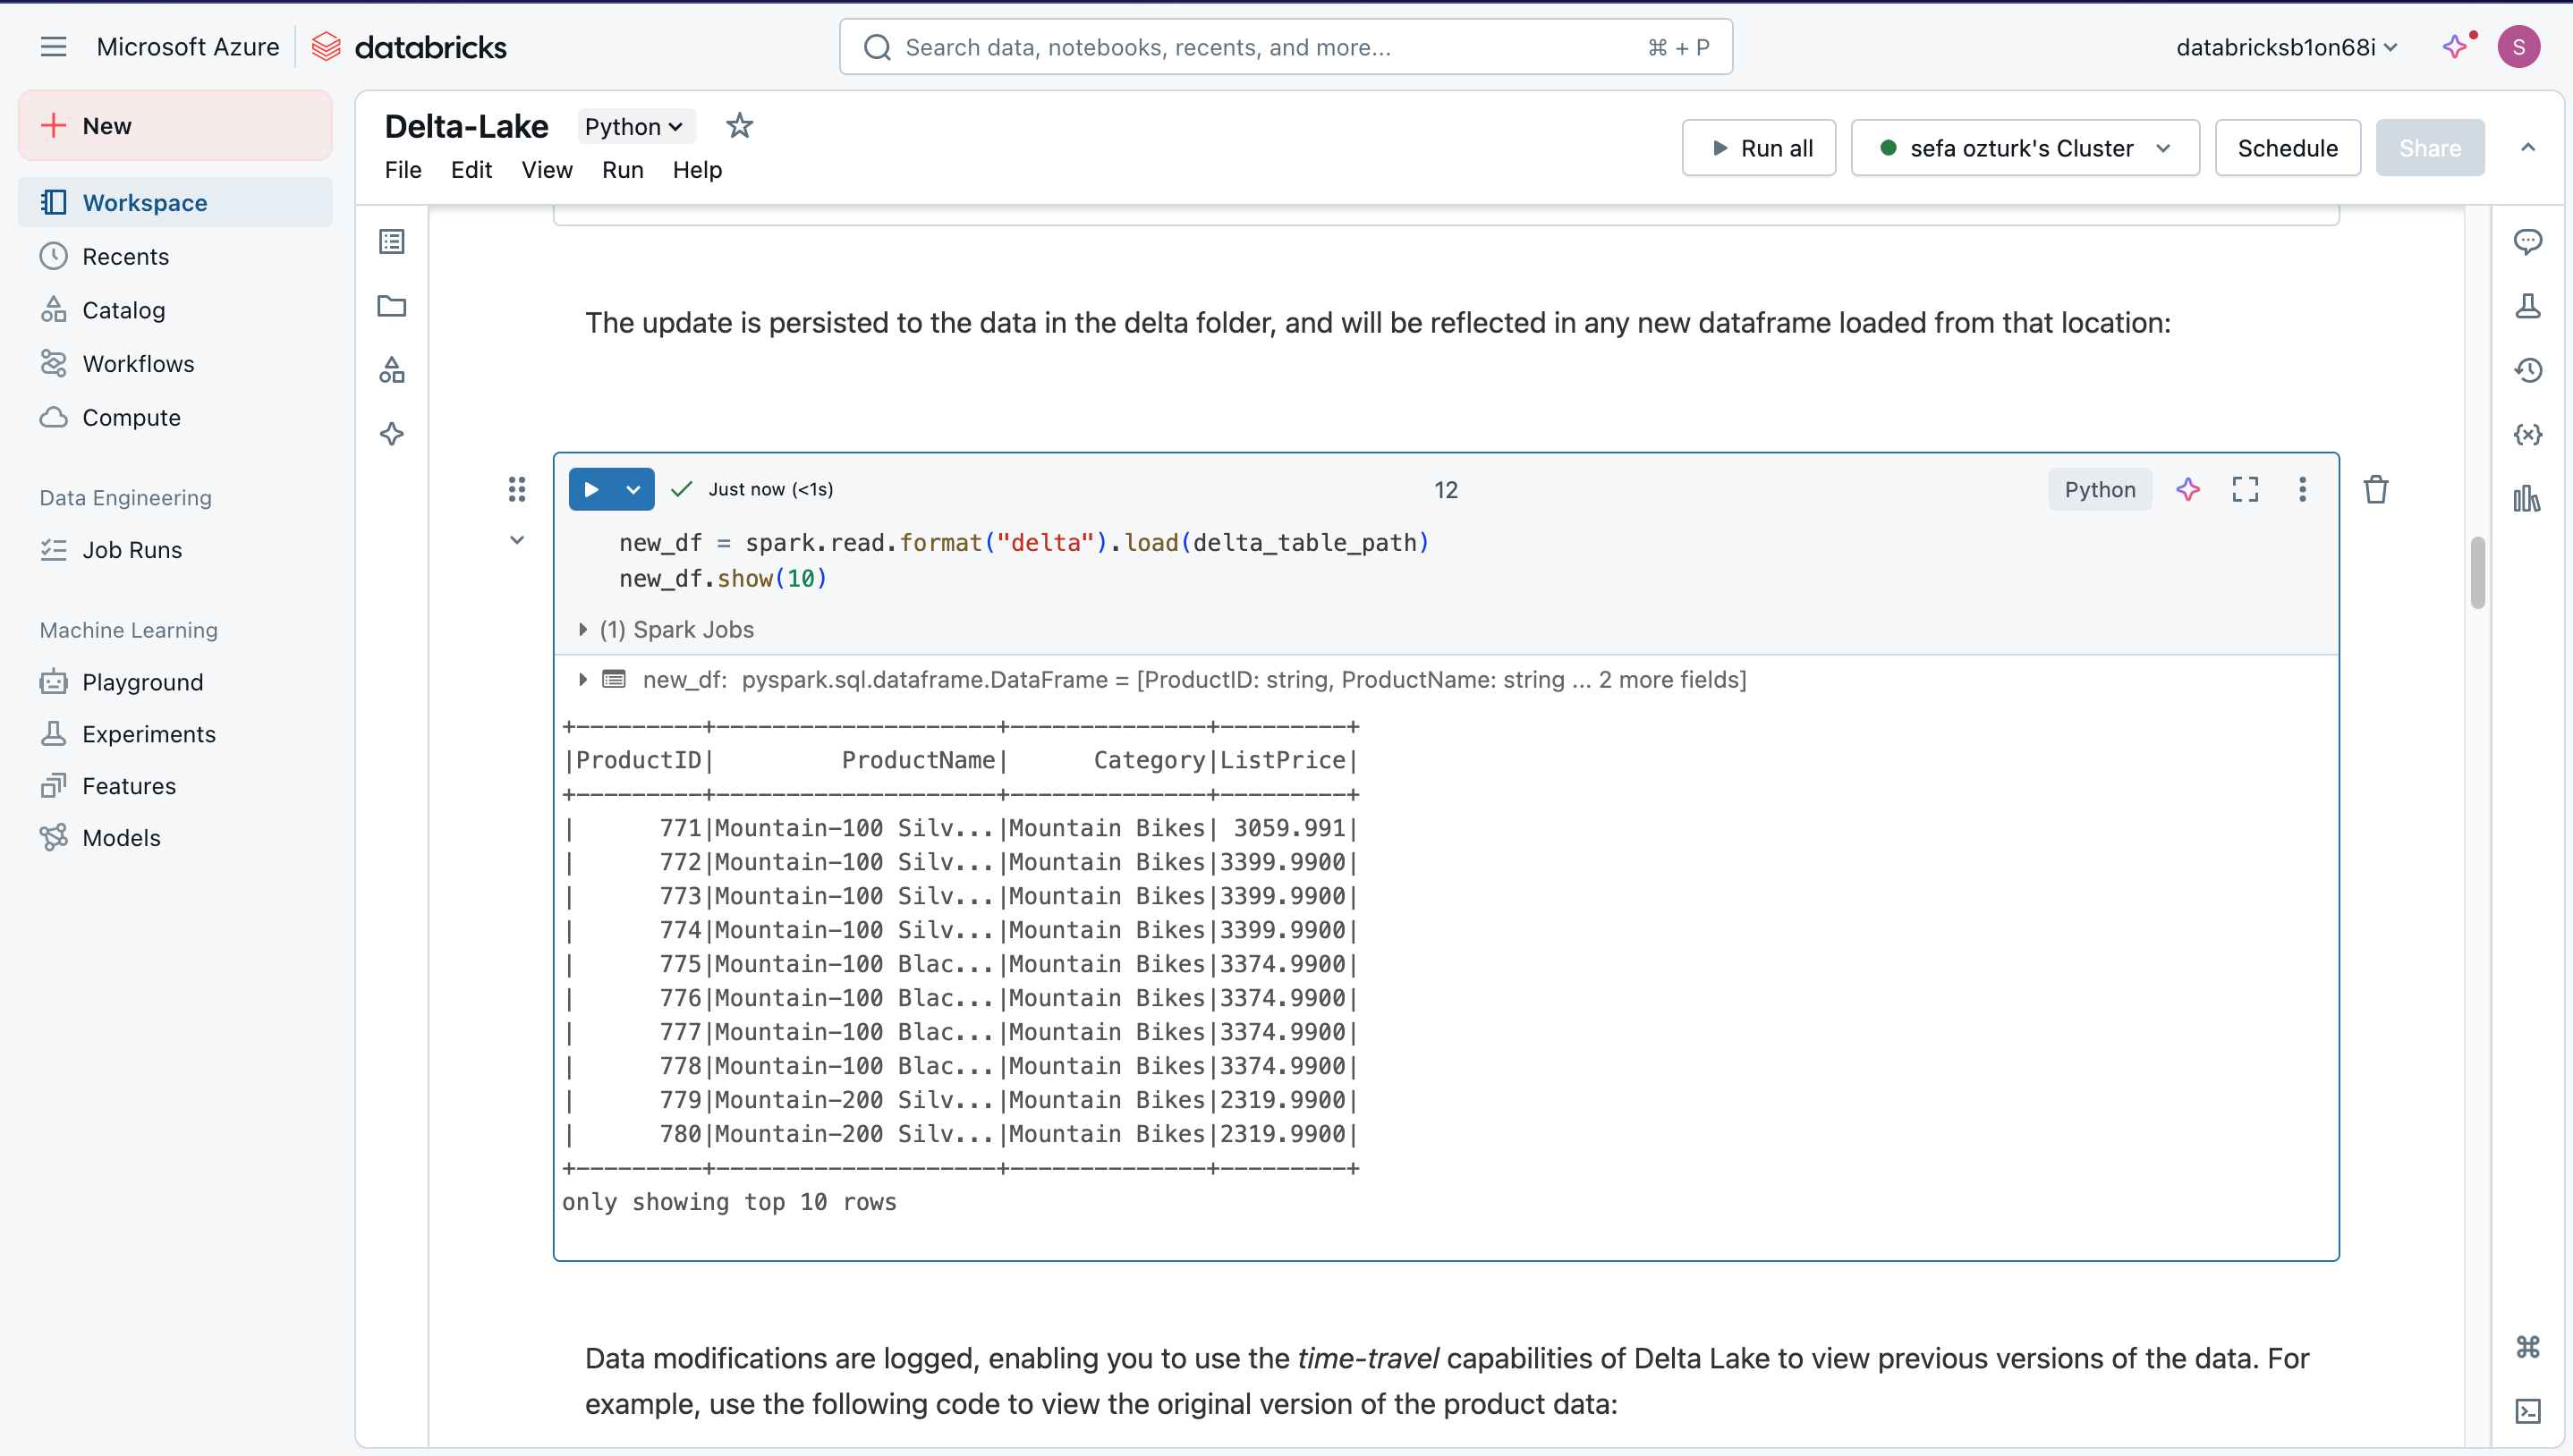 Microsoft Azure
databricks
Search data, notebooks, recents, and more...
⌘ + P
databricksb1on68i
S
New
Workspace
Recents
Catalog
Workflows
Compute
Data Engineering
Job Runs
Machine Learning
Playground
Experiments
Features
Models
Delta-Lake
Python
File Edit View Run Help
Run all
sefa ozturk's Cluster
Schedule
Share
The update is persisted to the data in the delta folder, and will be reflected in any new dataframe loaded from that location:
Just now (<1s)
12
Python
new_df = spark.read.format("delta").load(delta_table_path)
new_df.show(10)
(1) Spark Jobs
new_df: pyspark.sql.dataframe.DataFrame = [ProductID: string, ProductName: string ... 2 more fields]
+---------+--------------------+--------------+---------+
|ProductID|         ProductName|      Category|ListPrice|
+---------+--------------------+--------------+---------+
|      771|Mountain-100 Silv...|Mountain Bikes| 3059.991|
|      772|Mountain-100 Silv...|Mountain Bikes|3399.9900|
|      773|Mountain-100 Silv...|Mountain Bikes|3399.9900|
|      774|Mountain-100 Silv...|Mountain Bikes|3399.9900|
|      775|Mountain-100 Blac...|Mountain Bikes|3374.9900|
|      776|Mountain-100 Blac...|Mountain Bikes|3374.9900|
|      777|Mountain-100 Blac...|Mountain Bikes|3374.9900|
|      778|Mountain-100 Blac...|Mountain Bikes|3374.9900|
|      779|Mountain-200 Silv...|Mountain Bikes|2319.9900|
|      780|Mountain-200 Silv...|Mountain Bikes|2319.9900|
+---------+--------------------+--------------+---------+
only showing top 10 rows
Data modifications are logged, enabling you to use the time-travel capabilities of Delta Lake to view previous versions of the data. For
example, use the following code to view the original version of the product data: